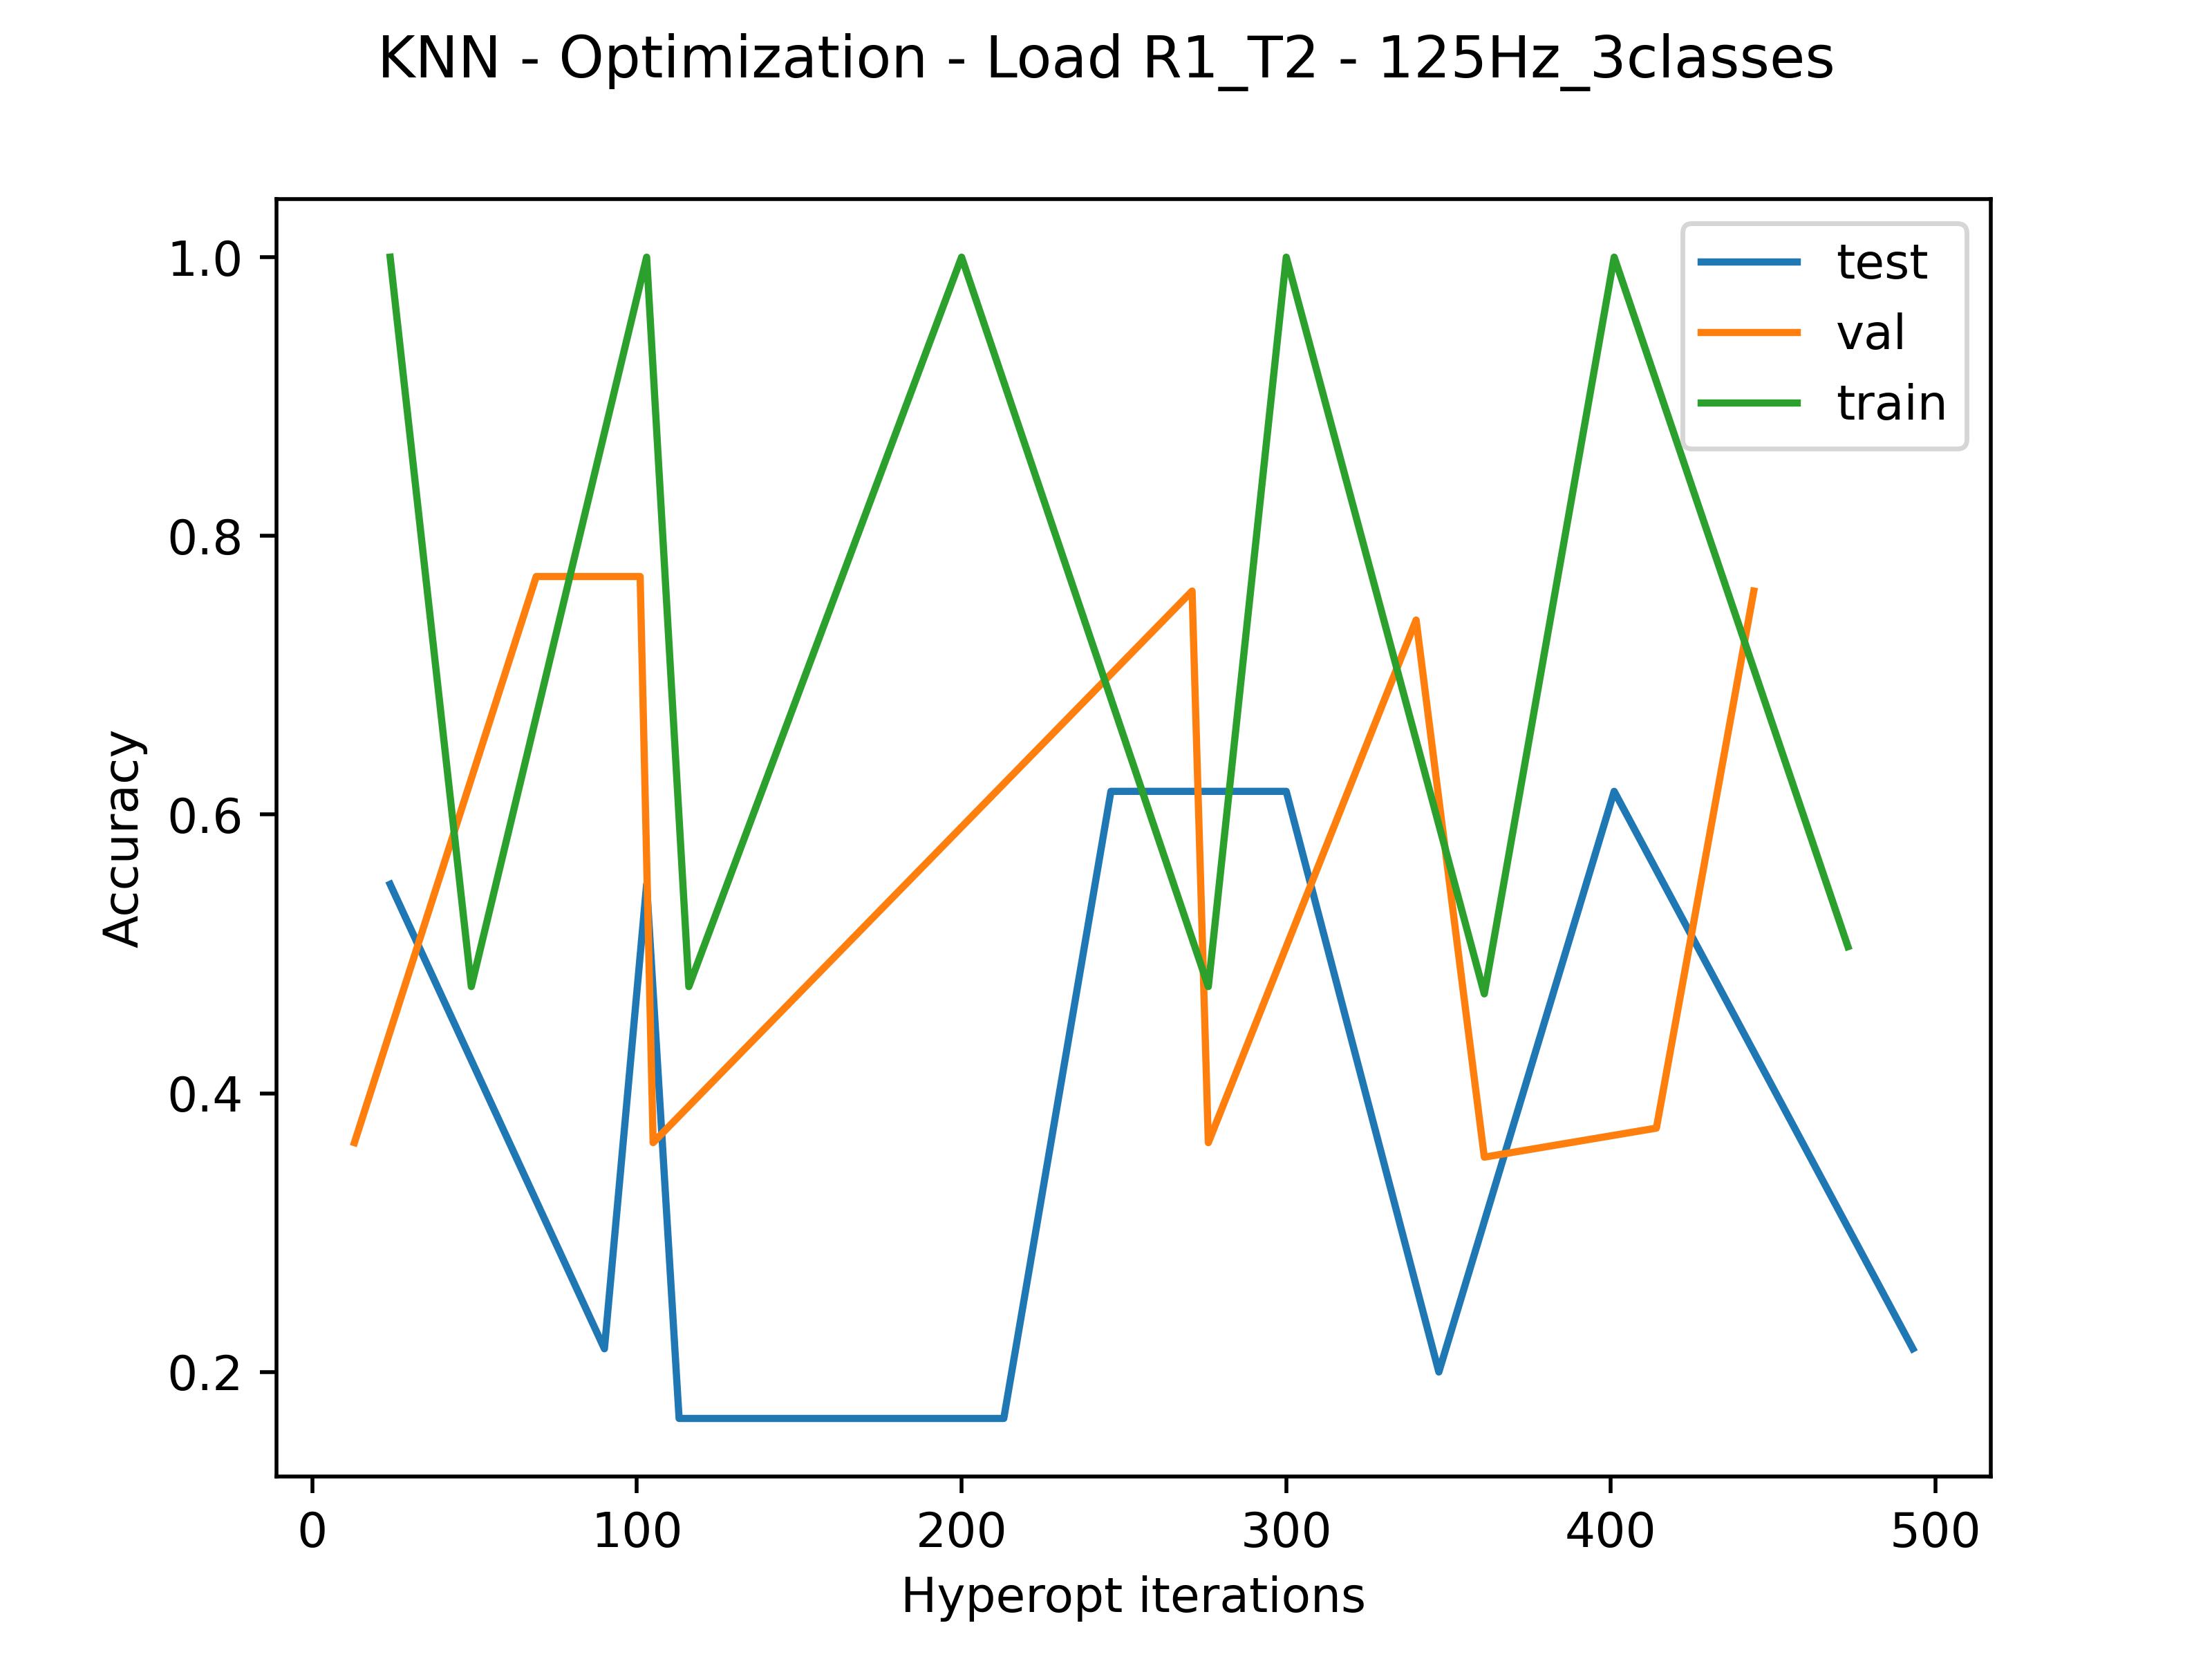 KNN - Optimization - Load R1_T2 - 125Hz_3classes
test
val
train
1.0
0.8
0.6
0.4
0.2
Accuracy
0 100 200 300 400 500
Hyperopt iterations